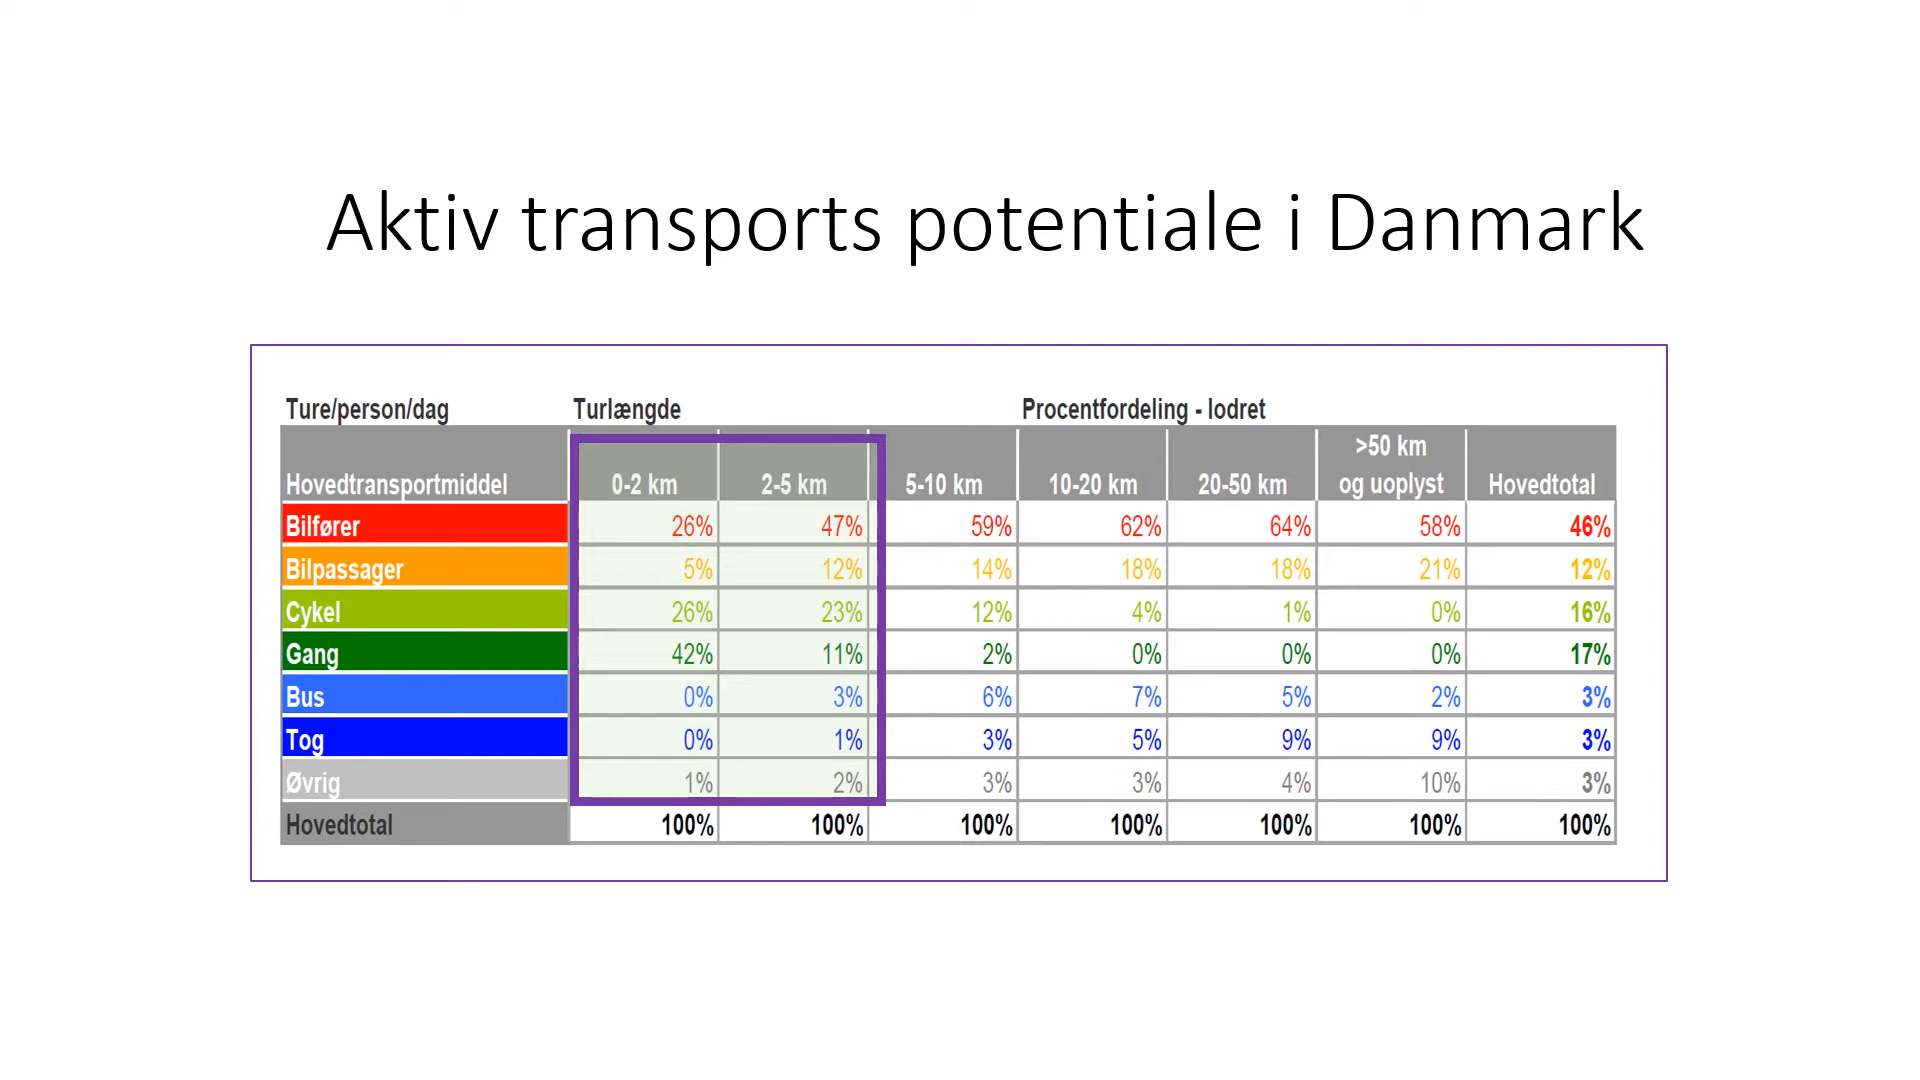 Aktiv transports potentiale i Danmark
Ture/person/dag Turlængde Procentfordeling - lodret
Hovedtransportmiddel 0-2 km 2-5 km 5-10 km 10-20 km 20-50 km >50 km og uoplyst Hovedtotal
Bilfører 26% 47% 59% 62% 64% 58% 46%
Bilpassager 5% 12% 14% 18% 18% 21% 12%
Cykel 26% 23% 12% 4% 1% 0% 16%
Gang 42% 11% 2% 0% 0% 0% 17%
Bus 0% 3% 6% 7% 5% 2% 3%
Tog 0% 1% 3% 5% 9% 9% 3%
Øvrig 1% 2% 3% 3% 4% 10% 3%
Hovedtotal 100% 100% 100% 100% 100% 100% 100%